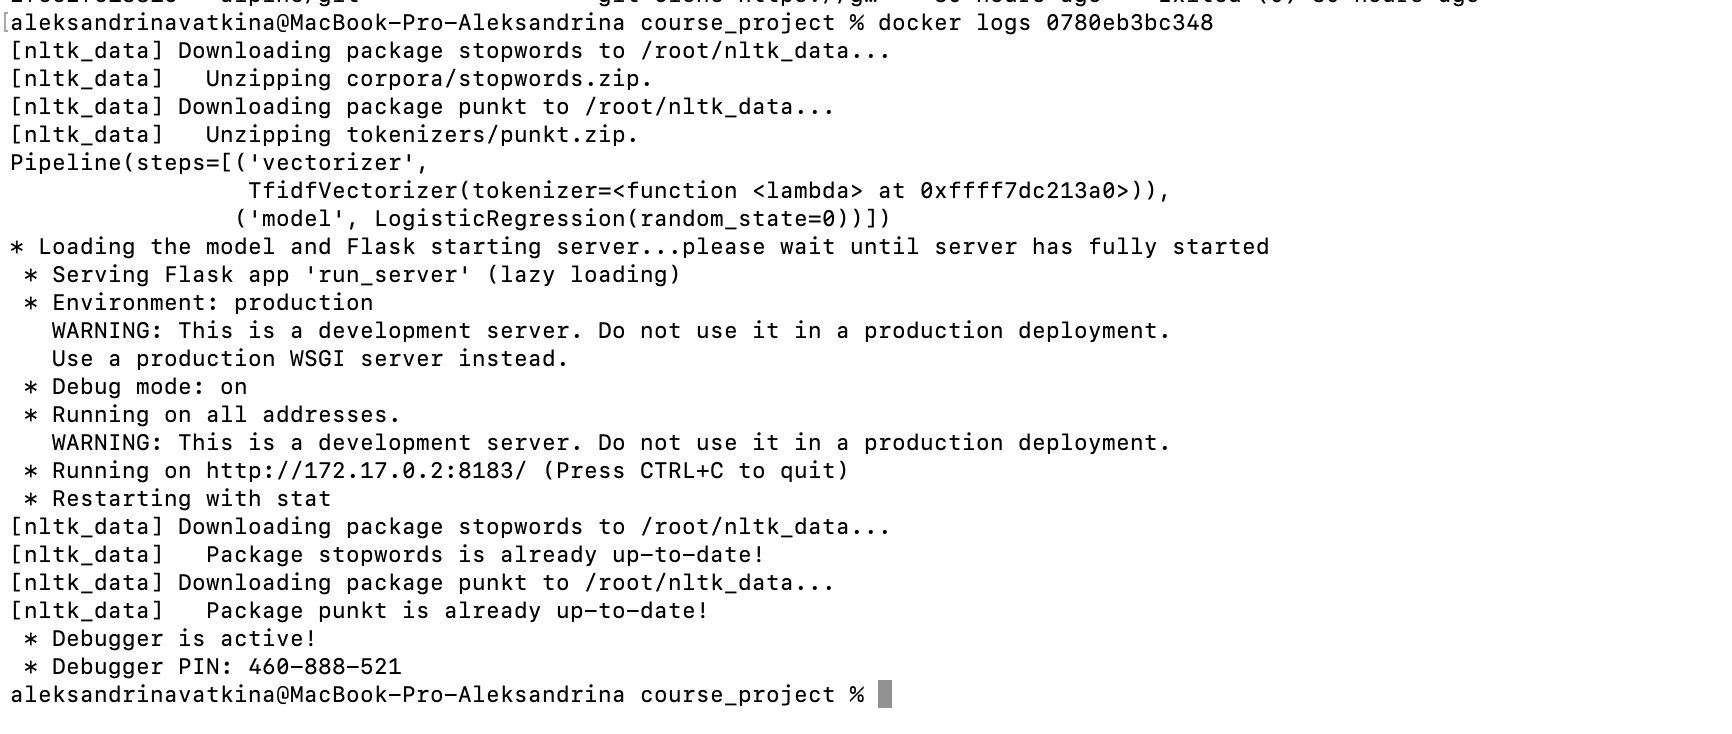 aleksandrinavatkina@MacBook-Pro-Aleksandrina course_project % docker logs 0780eb3bc348
[nltk_data] Downloading package stopwords to /root/nltk_data...
[nltk_data]   Unzipping corpora/stopwords.zip.
[nltk_data] Downloading package punkt to /root/nltk_data...
[nltk_data]   Unzipping tokenizers/punkt.zip.
Pipeline(steps=[('vectorizer',
                 TfidfVectorizer(tokenizer=<function <lambda> at 0xffff7dc213a0>)),
                ('model', LogisticRegression(random_state=0))])
* Loading the model and Flask starting server...please wait until server has fully started
 * Serving Flask app 'run_server' (lazy loading)
 * Environment: production
   WARNING: This is a development server. Do not use it in a production deployment.
   Use a production WSGI server instead.
 * Debug mode: on
 * Running on all addresses.
   WARNING: This is a development server. Do not use it in a production deployment.
 * Running on http://172.17.0.2:8183/ (Press CTRL+C to quit)
 * Restarting with stat
[nltk_data] Downloading package stopwords to /root/nltk_data...
[nltk_data]   Package stopwords is already up-to-date!
[nltk_data] Downloading package punkt to /root/nltk_data...
[nltk_data]   Package punkt is already up-to-date!
 * Debugger is active!
 * Debugger PIN: 460-888-521
aleksandrinavatkina@MacBook-Pro-Aleksandrina course_project %